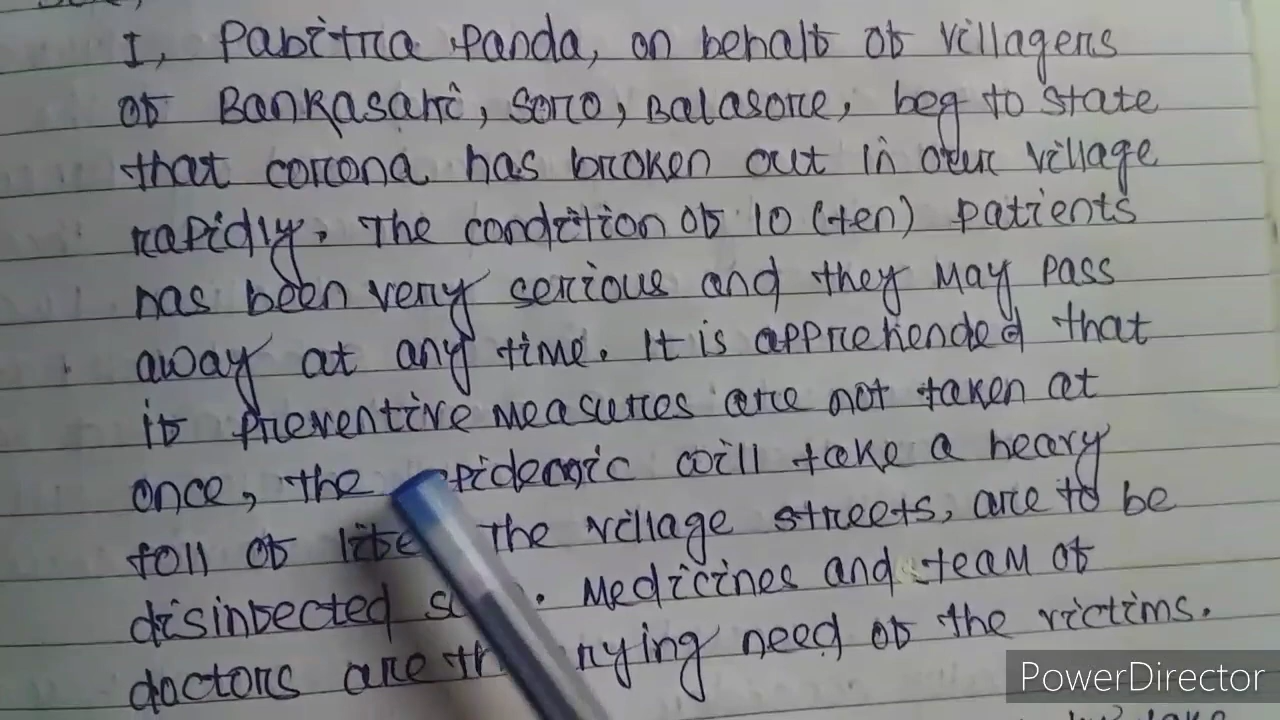 I, Pabitra Panda, on behalf of villagers
of Bankasahi, Soro, Balasore, beg to state
that corona has broken out in our village
rapidly. The condition of 10 (ten) patients
has been very serious and they may pass
away at any time. It is apprehended that
if preventive measures are not taken at
once, the epidemic will take a heavy
toll of life The village streets, are to be
disinfected Medicines and team of
doctors are the crying need of the victims.
PowerDirector